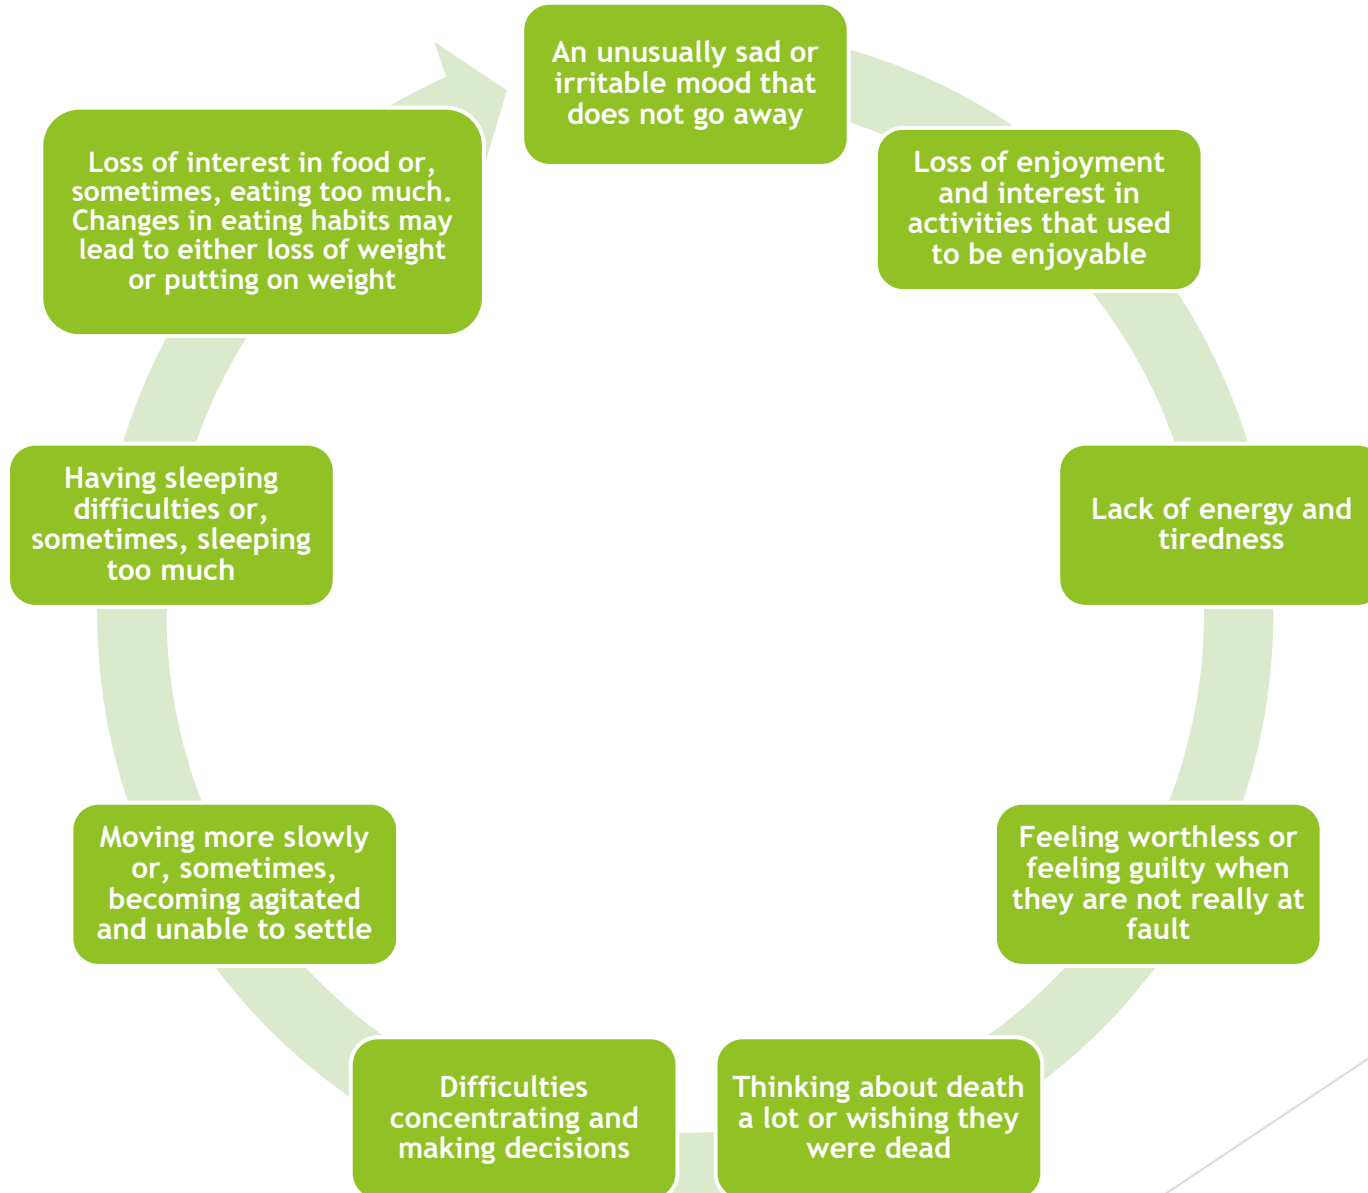 An unusually sad or
irritable mood that
does not go away
Loss of enjoyment
and interest in
activities that used
to be enjoyable
Lack of energy and
tiredness
Feeling worthless or
feeling guilty when
they are not really at
fault
Thinking about death
a lot or wishing they
were dead
Difficulties
concentrating and
making decisions
Moving more slowly
or, sometimes,
becoming agitated
and unable to settle
Having sleeping
difficulties or,
sometimes, sleeping
too much
Loss of interest in food or,
sometimes, eating too much.
Changes in eating habits may
lead to either loss of weight
or putting on weight